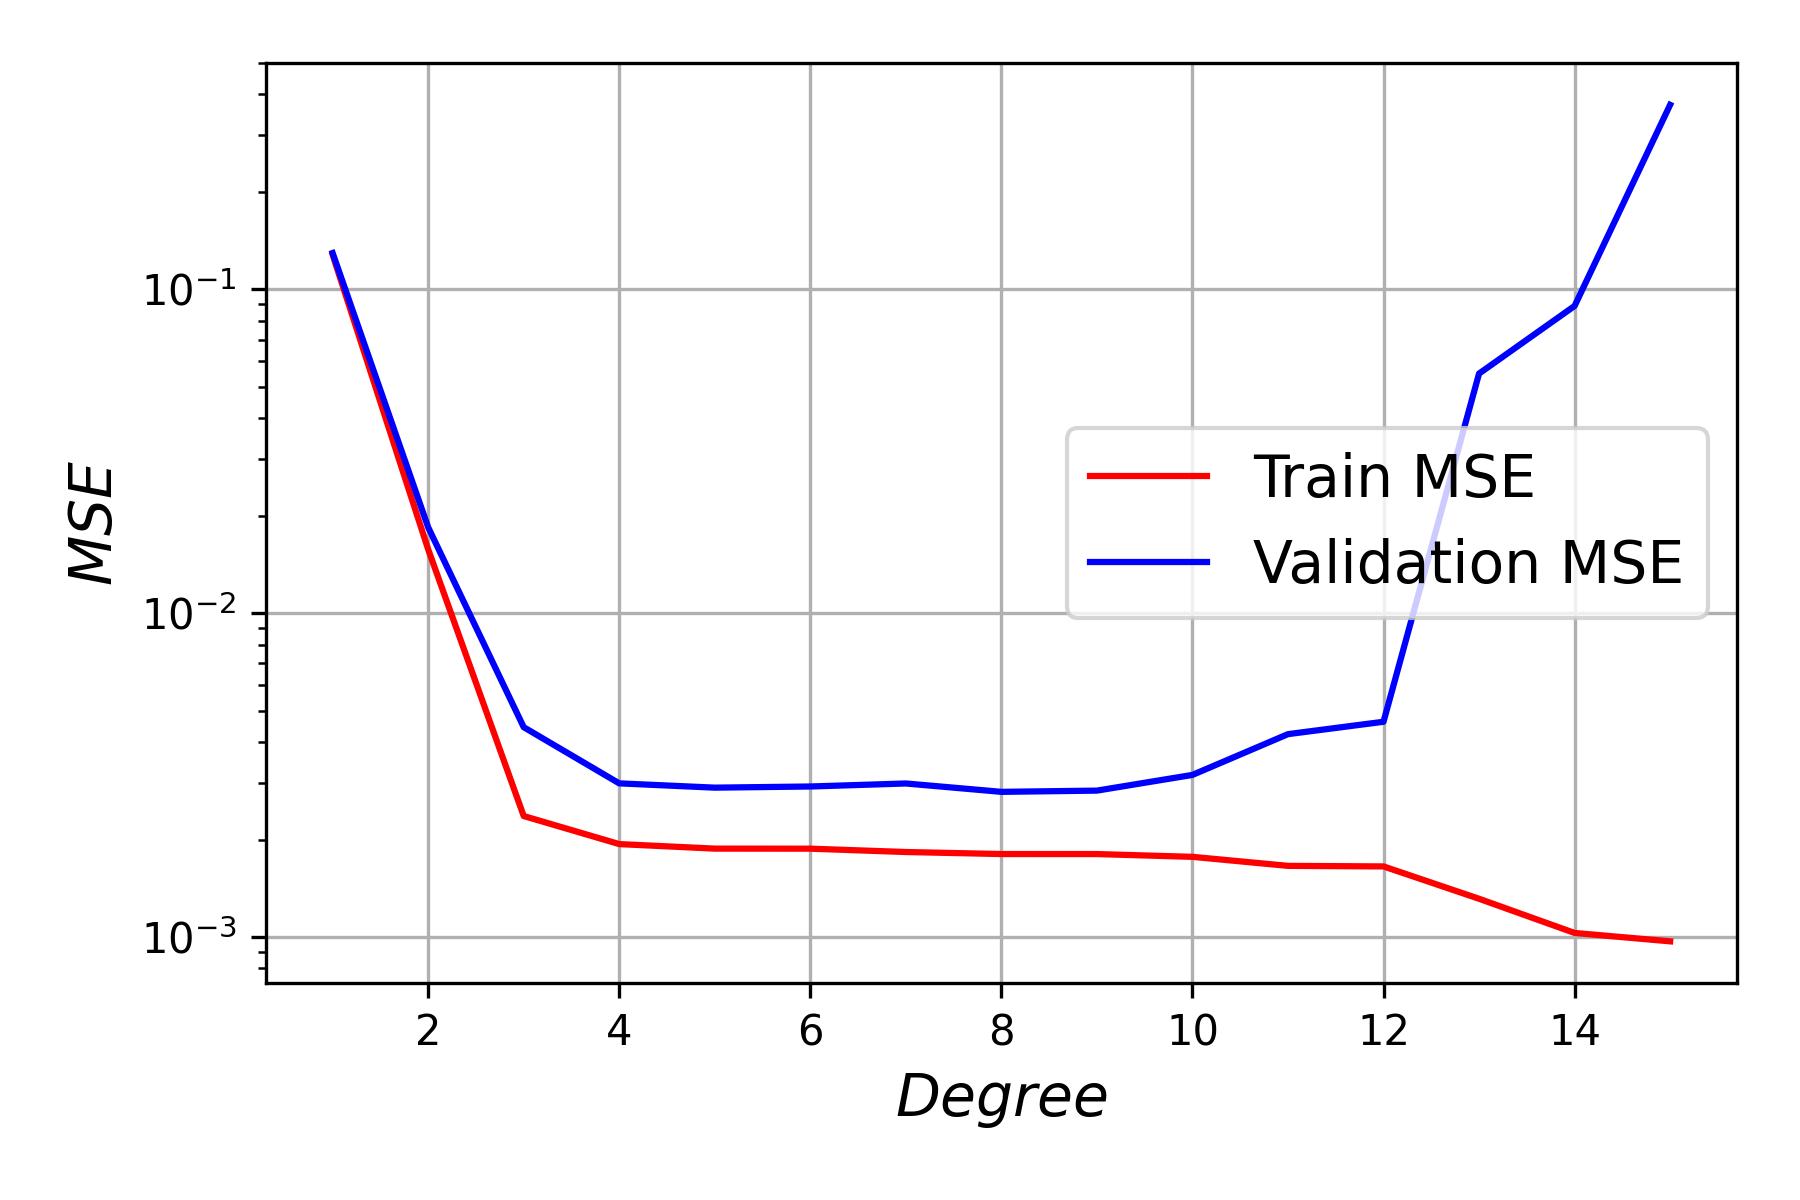 MSE
10⁻¹
10⁻²
10⁻³
Train MSE
Validation MSE
2 4 6 8 10 12 14
Degree